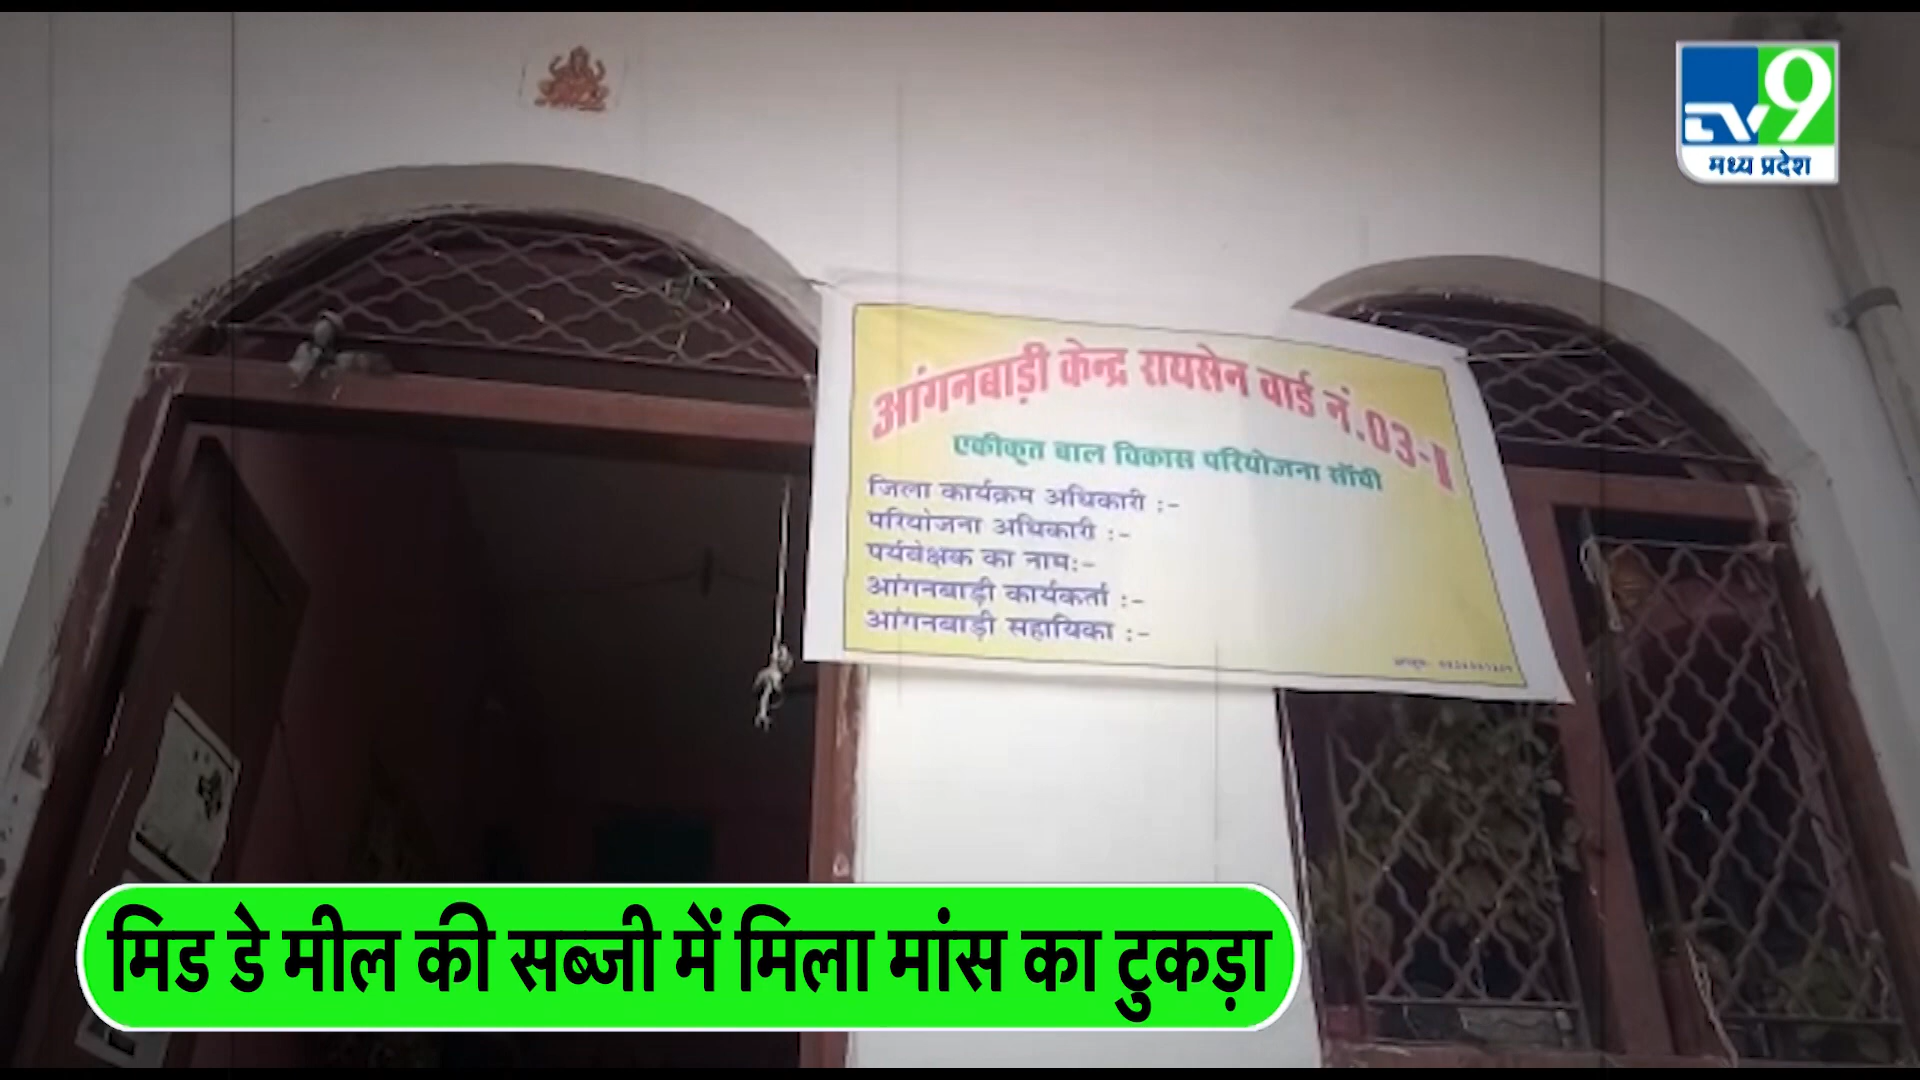 TV9
मध्य प्रदेश
आंगनबाड़ी केन्द्र रायसेन वार्ड नं.03-II
एकीकृत बाल विकास परियोजना साँची
जिला कार्यक्रम अधिकारी :-
परियोजना अधिकारी :-
पर्यवेक्षक का नाम:-
आंगनबाड़ी कार्यकर्ता :-
आंगनबाड़ी सहायिका :-
मिड डे मील की सब्जी में मिला मांस का टुकड़ा